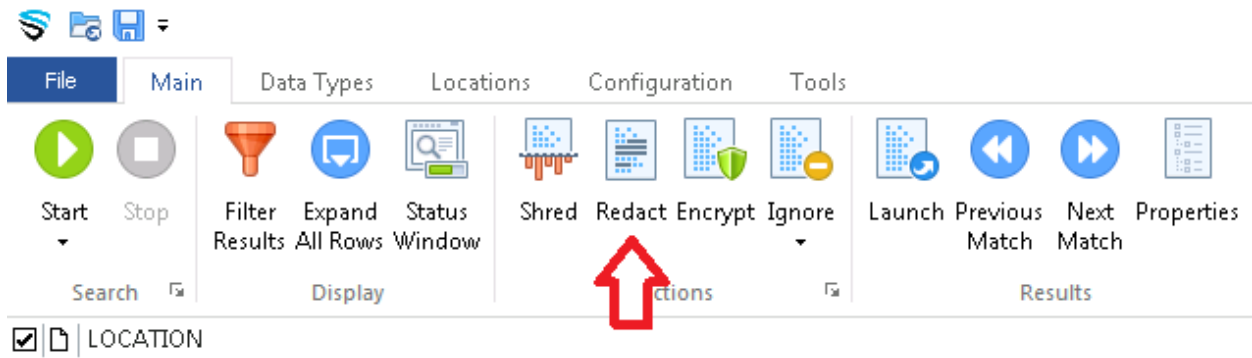 File Main Data Types Locations Configuration Tools
Start Stop Filter Results Expand All Rows Status Window Shred Redact Encrypt Ignore Launch Previous Match Next Match Properties
Search Display ctions Results
LOCATION